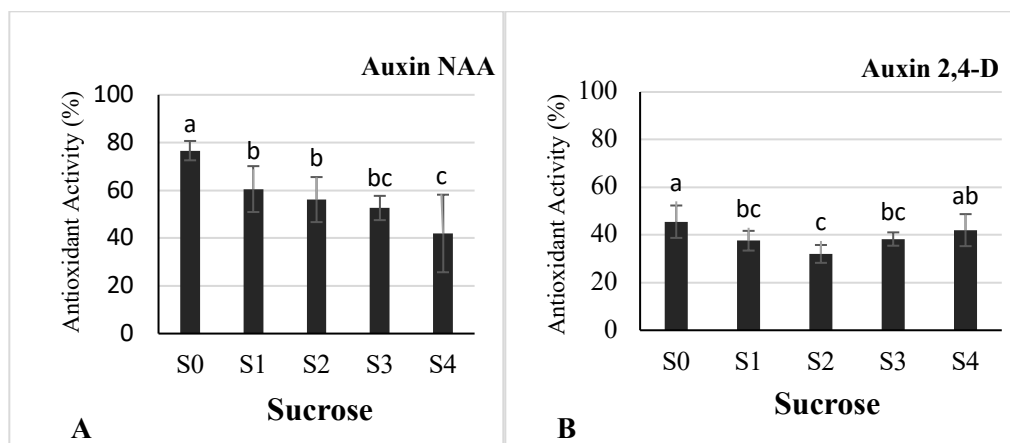 Auxin NAA
Antioxidant Activity (%)
100
80
60
40
20
0
a
b
b
bc
c
S0 S1 S2 S3 S4
Sucrose
A
Auxin 2,4-D
Antioxidant Activity (%)
100
80
60
40
20
0
a
bc
c
bc
ab
S0 S1 S2 S3 S4
Sucrose
B